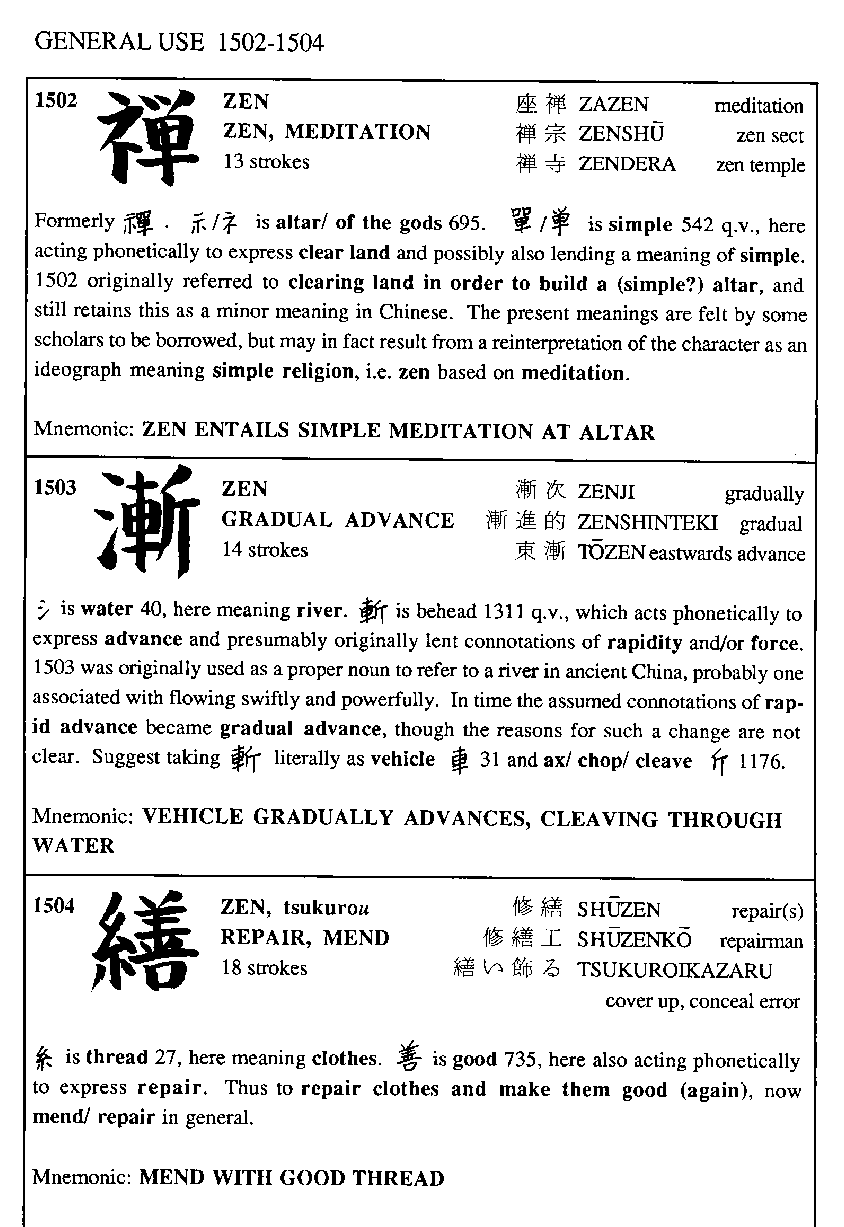 GENERAL USE 1502-1504
1502 禅 ZEN 座禅 ZAZEN meditation
ZEN, MEDITATION 禅宗 ZENSHŪ zen sect
13 strokes 禅寺 ZENDERA zen temple
Formerly 禪. 示/ネ is altar/ of the gods 695. 單/単 is simple 542 q.v., here
acting phonetically to express clear land and possibly also lending a meaning of simple.
1502 originally referred to clearing land in order to build a (simple?) altar, and
still retains this as a minor meaning in Chinese. The present meanings are felt by some
scholars to be borrowed, but may in fact result from a reinterpretation of the character as an
ideograph meaning simple religion, i.e. zen based on meditation.
Mnemonic: ZEN ENTAILS SIMPLE MEDITATION AT ALTAR
1503 漸 ZEN 漸次 ZENJI gradually
GRADUAL ADVANCE 漸進的 ZENSHINTEKI gradual
14 strokes 東漸 TŌZEN eastwards advance
氵 is water 40, here meaning river. 斬 is behead 1311 q.v., which acts phonetically to
express advance and presumably originally lent connotations of rapidity and/or force.
1503 was originally used as a proper noun to refer to a river in ancient China, probably one
associated with flowing swiftly and powerfully. In time the assumed connotations of rap-
id advance became gradual advance, though the reasons for such a change are not
clear. Suggest taking 斬 literally as vehicle 車 31 and ax/ chop/ cleave 斤 1176.
Mnemonic: VEHICLE GRADUALLY ADVANCES, CLEAVING THROUGH
WATER
1504 繕 ZEN, tsukurou 修繕 SHŪZEN repair(s)
REPAIR, MEND 修繕工 SHŪZENKŌ repairman
18 strokes 繕い飾る TSUKUROIKAZARU
cover up, conceal error
糸 is thread 27, here meaning clothes. 善 is good 735, here also acting phonetically
to express repair. Thus to repair clothes and make them good (again), now
mend/ repair in general.
Mnemonic: MEND WITH GOOD THREAD